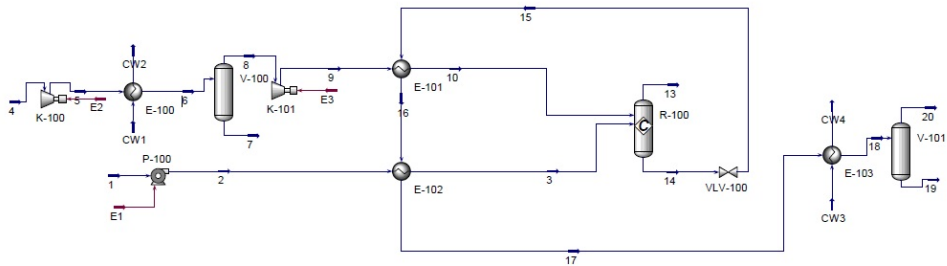 15
CW2
8
V-100
9
10
13
4
K-100
5
E2
E-100
6
K-101
E3
E-101
R-100
CW4
20
V-101
CW1
7
16
C
18
P-100
1
2
E-102
3
14
VLV-100
E-103
19
E1
CW3
17